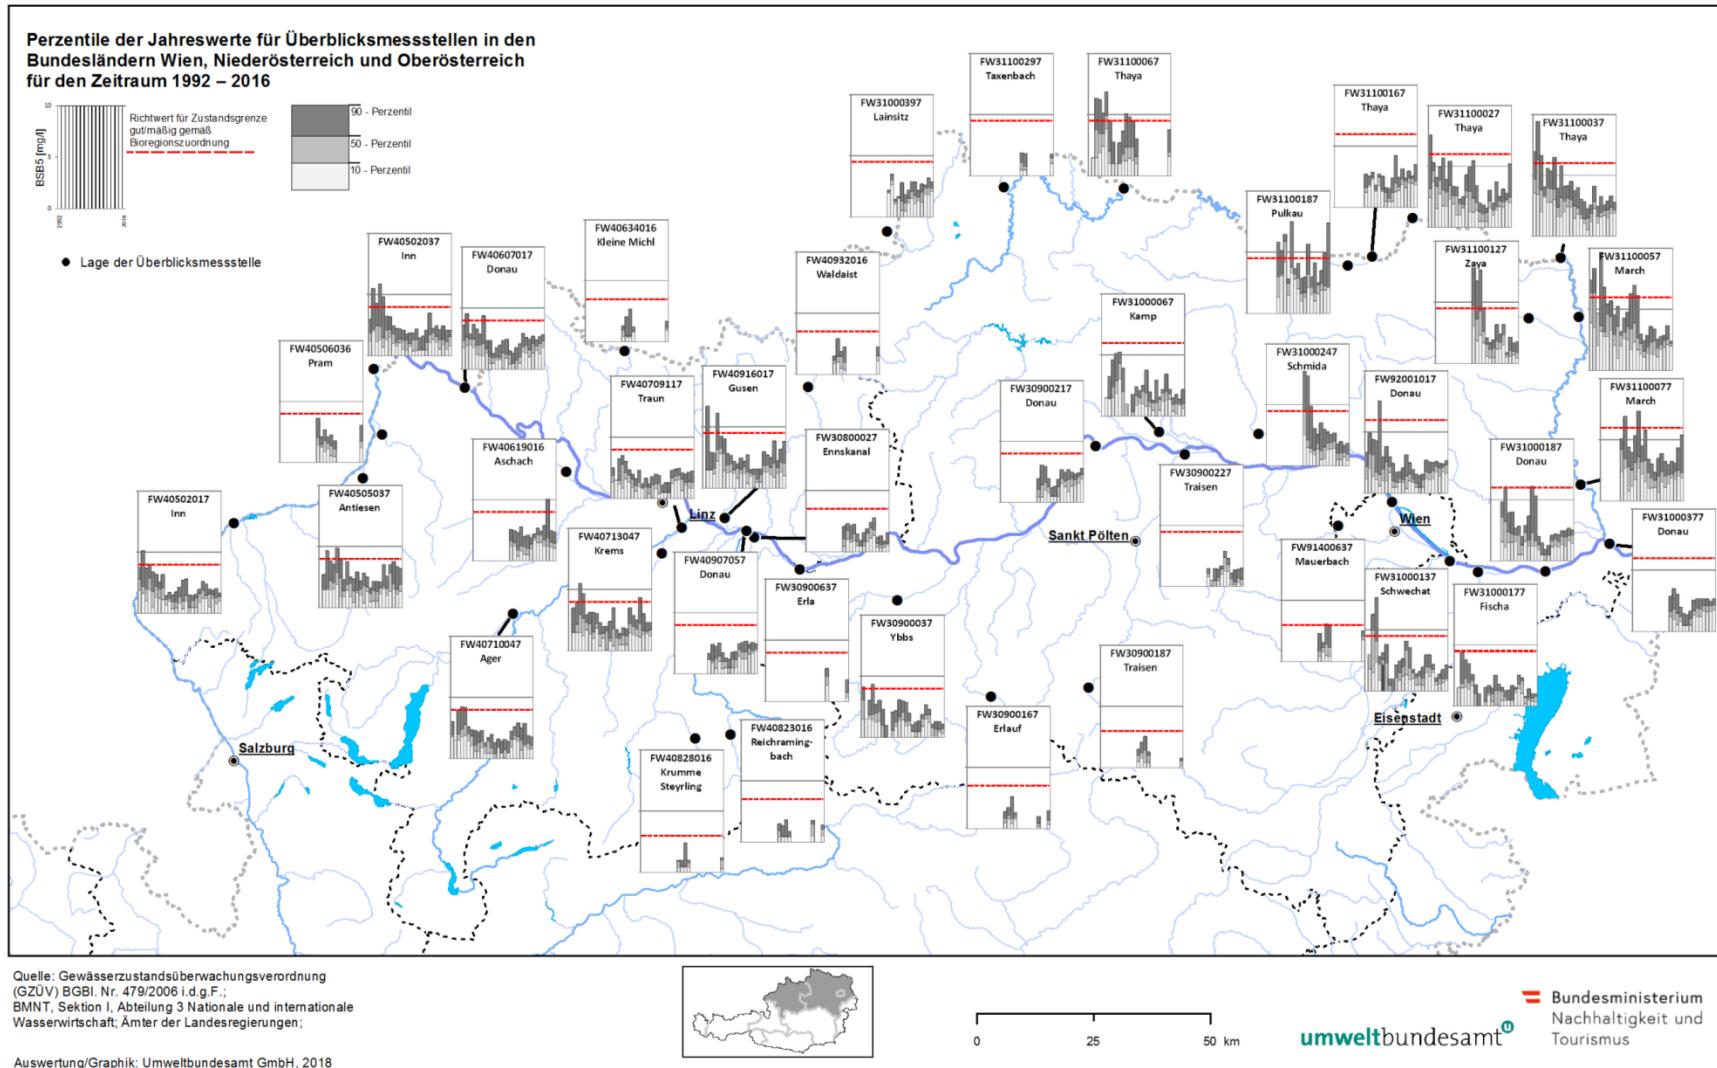 Perzentile der Jahreswerte für Überblicksmessstellen in den
Bundesländern Wien, Niederösterreich und Oberösterreich
für den Zeitraum 1992 – 2016
10
5
0
BSB5 [mg/l]
1992
2016
Richtwert für Zustandsgrenze
gut/mäßig gemäß
Bioregionszuordnung
90 - Perzentil
50 - Perzentil
10 - Perzentil
Lage der Überblicksmessstelle
FW31100297
Taxenbach
FW31100067
Thaya
FW31000397
Lainsitz
FW31100167
Thaya
FW31100027
Thaya
FW31100037
Thaya
FW31100187
Pulkau
FW40502037
Inn
FW40607017
Donau
FW40634016
Kleine Michl
FW40932016
Waldaist
FW31100127
Zaya
FW31100057
March
FW31000067
Kamp
FW40506036
Pram
FW40709117
Traun
FW40916017
Gusen
FW30900217
Donau
FW31000247
Schmida
FW92001017
Donau
FW31100077
March
FW40619016
Aschach
FW30800027
Ennskanal
FW31000187
Donau
FW30900227
Traisen
FW40502017
Inn
FW40505037
Antiesen
Linz
Wien
Sankt Pölten
FW31000377
Donau
FW40713047
Krems
FW40907057
Donau
FW91400637
Mauerbach
FW31000137
Schwechat
FW31000177
Fischa
FW30900637
Erla
FW30900037
Ybbs
FW40710047
Ager
FW30900187
Traisen
FW30900167
Erlauf
Eisenstadt
Salzburg
FW40828016
Krumme
Steyrling
FW40823016
Reichraming-
bach
Quelle: Gewässerzustandsüberwachungsverordnung
(GZÜV) BGBl. Nr. 479/2006 i.d.g.F.;
BMNT, Sektion I, Abteilung 3 Nationale und internationale
Wasserwirtschaft; Ämter der Landesregierungen;
Auswertung/Graphik: Umweltbundesamt GmbH, 2018
0 25 50 km
umweltbundesamt
Bundesministerium
Nachhaltigkeit und
Tourismus